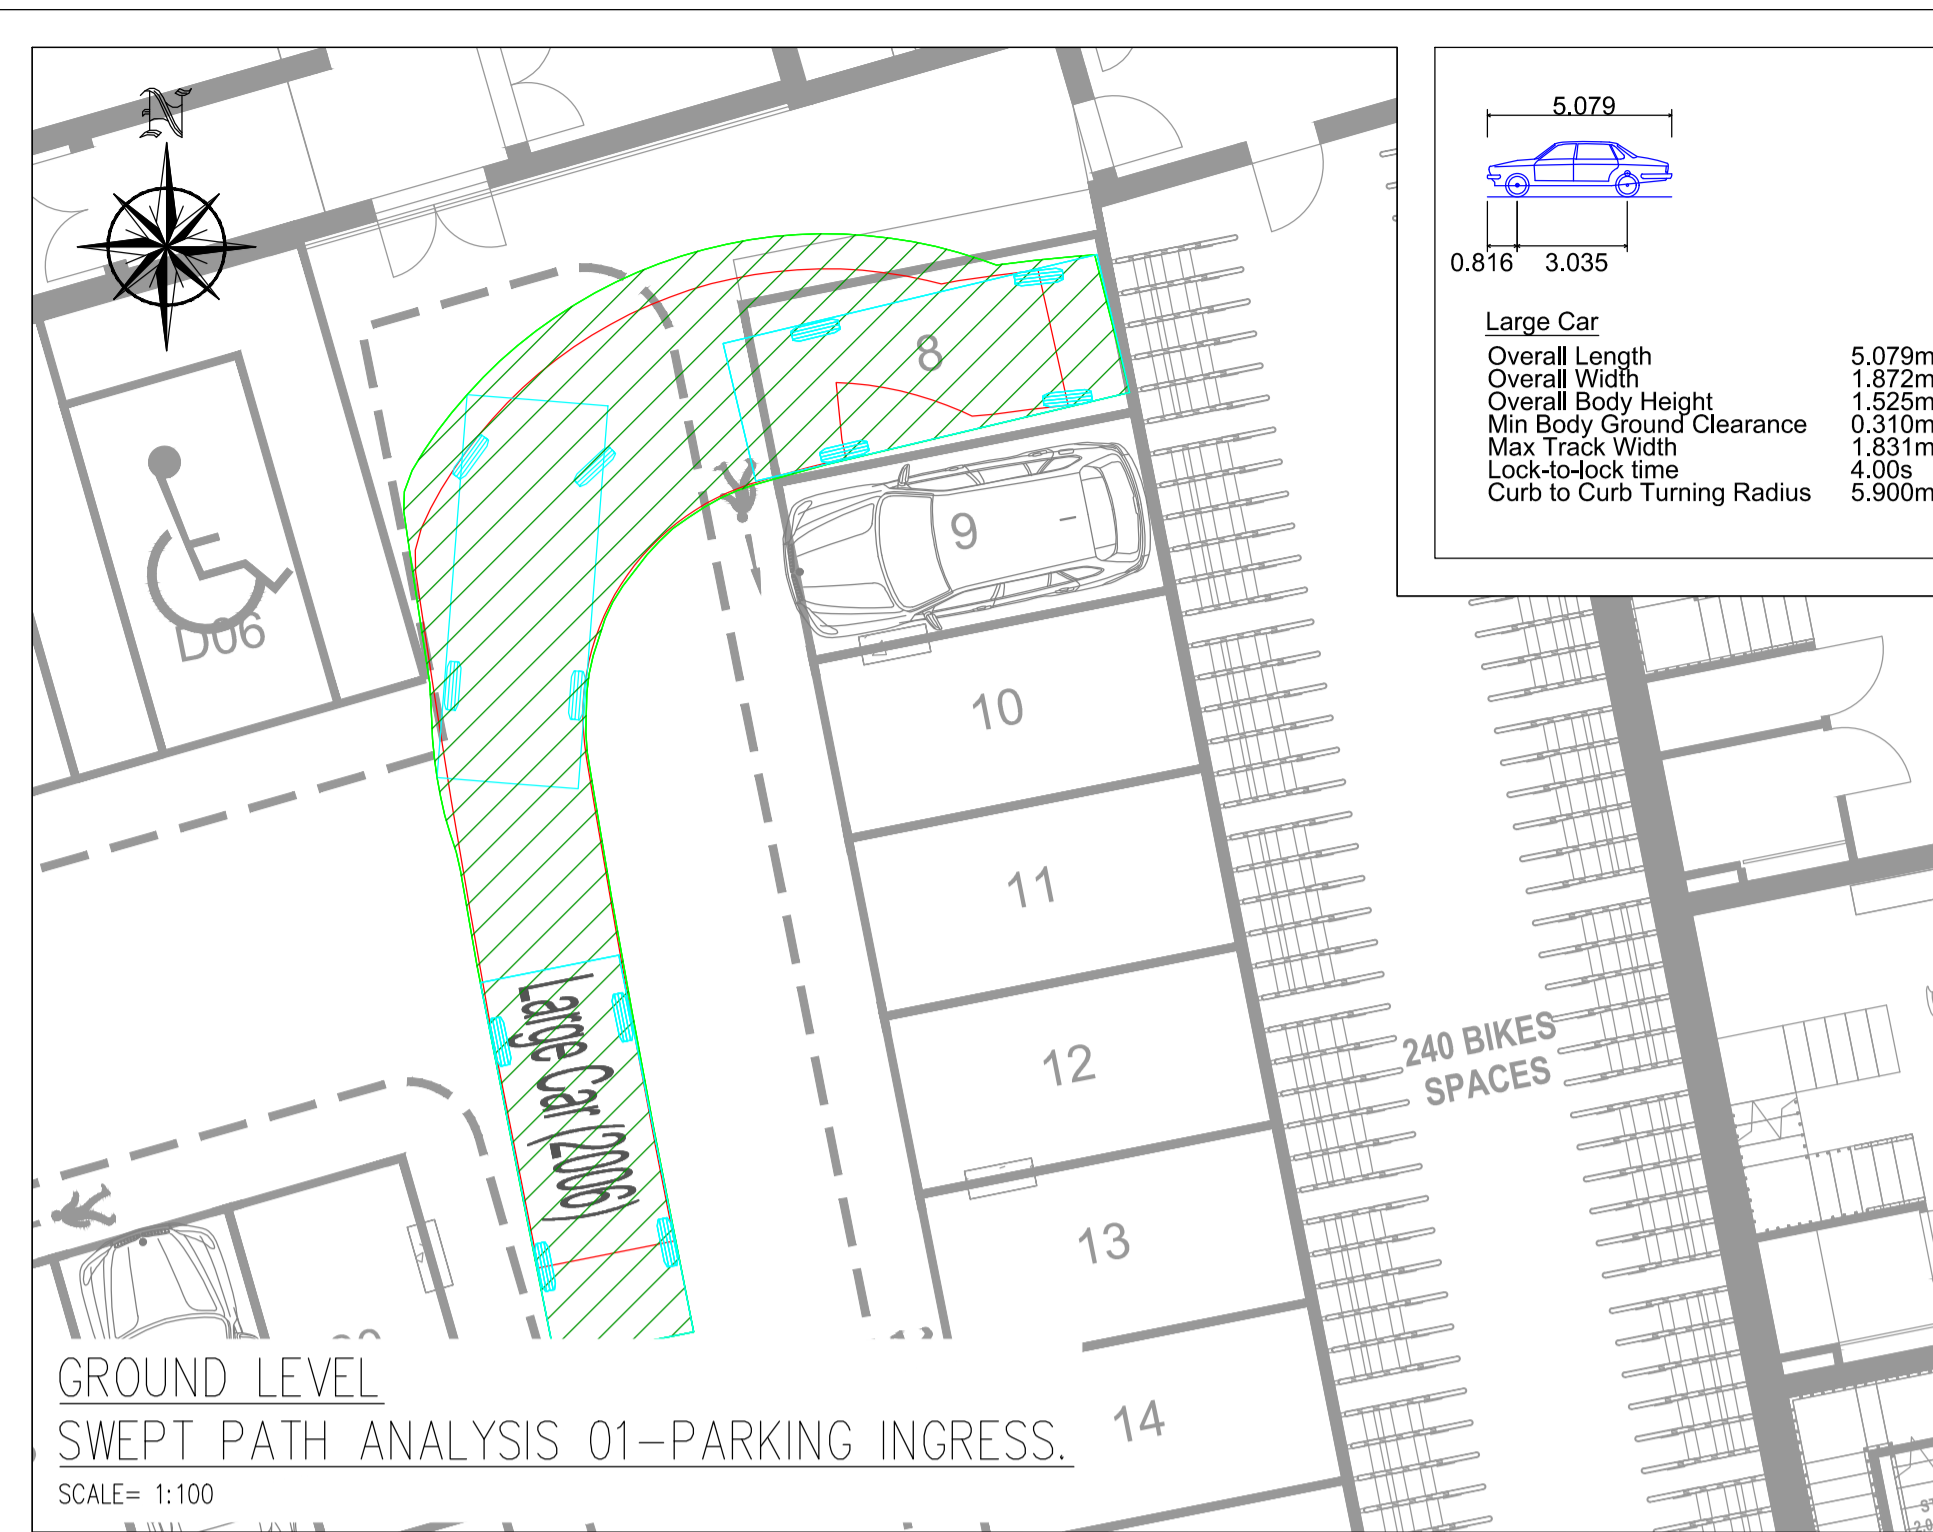 N
5.079
0.816 3.035
Large Car
Overall Length 5.079m
Overall Width 1.872m
Overall Body Height 1.525m
Min Body Ground Clearance 0.310m
Max Track Width 1.831m
Lock-to-lock time 4.00s
Curb to Curb Turning Radius 5.900m
8
9
D06
10
11
12
13
14
Large Car (2006)
240 BIKES
SPACES
GROUND LEVEL
SWEPT PATH ANALYSIS 01-PARKING INGRESS.
SCALE= 1:100